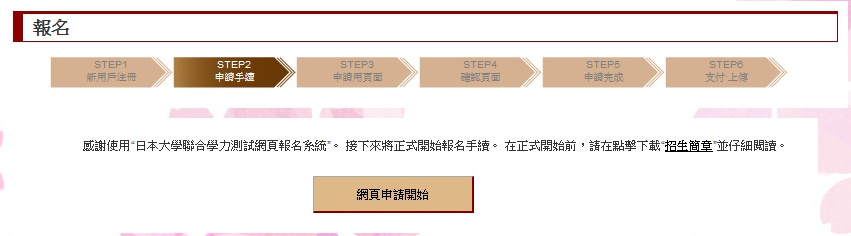 報名
STEP1
新用戶注冊
STEP2
申請手續
STEP3
申請用頁面
STEP4
確認頁面
STEP5
申請完成
STEP6
支付 上傳
感謝使用“日本大學聯合學力測試網頁報名系統”。 接下來將正式開始報名手續。 在正式開始前，請在點擊下載“招生簡章”並仔細閱讀。
網頁申請開始